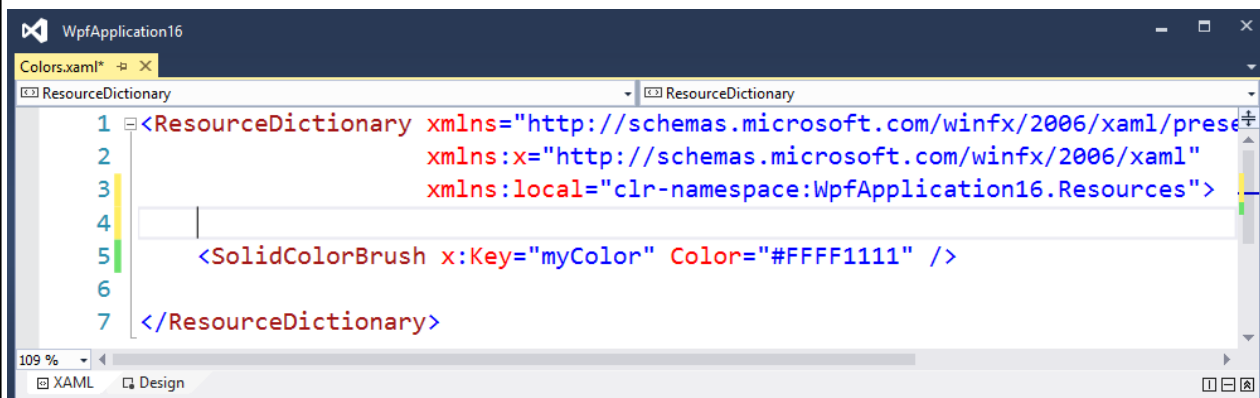 WpfApplication16
Colors.xaml*
ResourceDictionary ResourceDictionary
1 <ResourceDictionary xmlns="http://schemas.microsoft.com/winfx/2006/xaml/prese
2 xmlns:x="http://schemas.microsoft.com/winfx/2006/xaml"
3 xmlns:local="clr-namespace:WpfApplication16.Resources">
4
5 <SolidColorBrush x:Key="myColor" Color="#FFFF1111" />
6
7 </ResourceDictionary>
109 %
XAML Design